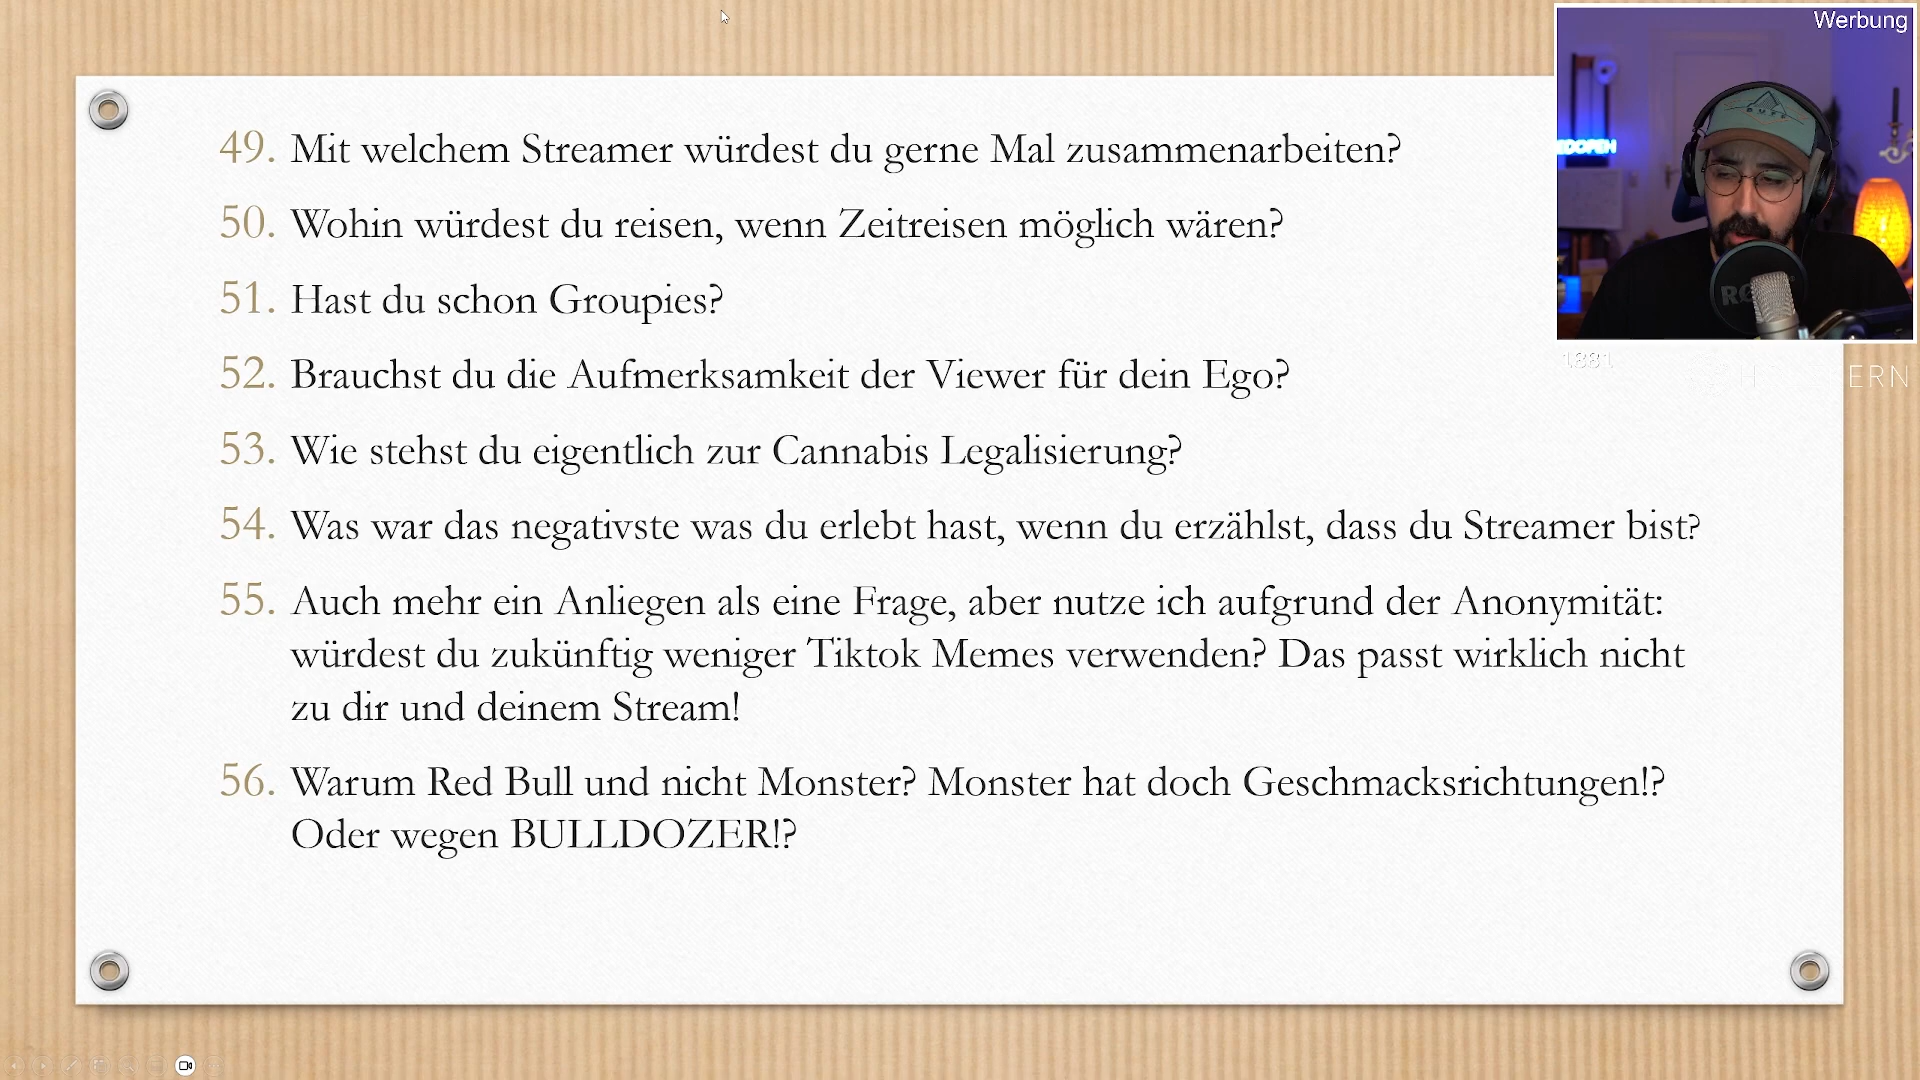 Werbung
49. Mit welchem Streamer würdest du gerne Mal zusammenarbeiten?
50. Wohin würdest du reisen, wenn Zeitreisen möglich wären?
51. Hast du schon Groupies?
52. Brauchst du die Aufmerksamkeit der Viewer für dein Ego?
1881
ERN
53. Wie stehst du eigentlich zur Cannabis Legalisierung?
54. Was war das negativste was du erlebt hast, wenn du erzählst, dass du Streamer bist?
55. Auch mehr ein Anliegen als eine Frage, aber nutze ich aufgrund der Anonymität:
würdest du zukünftig weniger Tiktok Memes verwenden? Das passt wirklich nicht
zu dir und deinem Stream!
56. Warum Red Bull und nicht Monster? Monster hat doch Geschmacksrichtungen!?
Oder wegen BULLDOZER!?